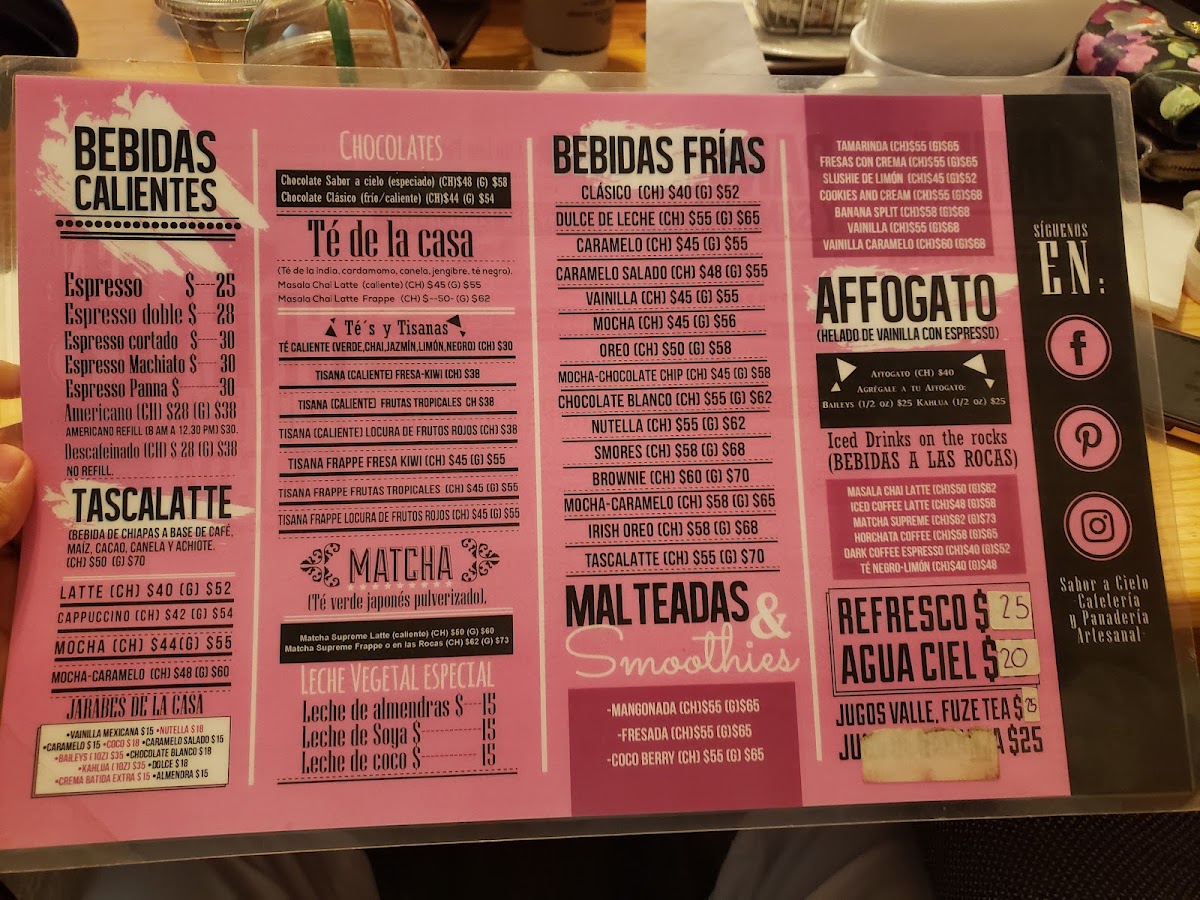 BEBIDAS
CALIENTES
Espresso $---25
Espresso doble $---28
Espresso cortado $----30
Espresso Machiato $----30
Espresso Panna $------30
Americano (CH) $28 (G) $38
AMERICANO REFILL (8 AM A 12.30 PM) $30.
Descafeinado (CH) $ 28 (G) $38
NO REFILL.
TASCALATTE
(BEBIDA DE CHIAPAS A BASE DE CAFÉ,
MAÍZ, CACAO, CANELA Y ACHIOTE.
(CH) $50 (G) $70
LATTE (CH) $40 (G) $52
CAPPUCCINO (CH) $42 (G) $54
MOCHA (CH) $44(G) $55
MOCHA-CARAMELO (CH) $48 (G) $60
JARABES DE LA CASA
•VAINILLA MEXICANA $15 •NUTELLA $18
•CARAMELO $15 •COCO $18 •CARAMELO SALADO $15
•BAILEYS (1OZ) $35 •CHOCOLATE BLANCO $18
•KAHLUA (1OZ) $35 •DOLCE $18
•CREMA BATIDA EXTRA $15 •ALMENDRA $15
CHOCOLATES
Chocolate Sabor a cielo (especiado) (CH)$48 (G) $58
Chocolate Clásico (frío/caliente) (CH)$44 (G) $54
Té de la casa
(Té de la india, cardamomo, canela, jengibre, té negro).
Masala Chai Latte (caliente) (CH) $45 (G) $55
Masala Chai Latte Frappe (CH) $--50- (G) $62
Té´s y Tisanas
TÉ CALIENTE (VERDE,CHAI,JAZMÍN,LIMÓN,NEGRO) (CH) $30
TISANA (CALIENTE) FRESA-KIWI (CH) $38
TISANA (CALIENTE) FRUTAS TROPICALES CH $38
TISANA (CALIENTE) LOCURA DE FRUTOS ROJOS (CH) $38
TISANA FRAPPE FRESA KIWI (CH) $45 (G) $55
TISANA FRAPPE FRUTAS TROPICALES (CH) $45 (G) $55
TISANA FRAPPE LOCURA DE FRUTOS ROJOS (CH) $45 (G) $55
MATCHA
(Té verde japonés pulverizado).
Matcha Supreme Latte (caliente) (CH) $50 (G) $60
Matcha Supreme Frappe o en las Rocas (CH) $62 (G) $73
LECHE VEGETAL ESPECIAL
Leche de almendras $---15
Leche de Soya $----------15
Leche de coco $----------15
BEBIDAS FRÍAS
CLÁSICO (CH) $40 (G) $52
DULCE DE LECHE (CH) $55 (G) $65
CARAMELO (CH) $45 (G) $55
CARAMELO SALADO (CH) $48 (G) $55
VAINILLA (CH) $45 (G) $55
MOCHA (CH) $45 (G) $56
OREO (CH) $50 (G) $58
MOCHA-CHOCOLATE CHIP (CH) $45 (G) $58
CHOCOLATE BLANCO (CH) $55 (G) $62
NUTELLA (CH) $55 (G) $62
SMORES (CH) $58 (G) $68
BROWNIE (CH) $60 (G) $70
MOCHA-CARAMELO (CH) $58 (G) $65
IRISH OREO (CH) $58 (G) $68
TASCALATTE (CH) $55 (G) $70
MALTEADAS
&
Smoothies
-MANGONADA (CH)$55 (G)$65
-FRESADA (CH)$55 (G)$65
-COCO BERRY (CH) $55 (G) $65
TAMARINDA (CH)$55 (G)$65
FRESAS CON CREMA (CH)$55 (G)$65
SLUSHIE DE LIMÓN (CH)$45 (G)$52
COOKIES AND CREAM (CH)$55 (G)$68
BANANA SPLIT (CH)$58 (G)$68
VAINILLA (CH)$55 (G)$68
VAINILLA CARAMELO (CH)$60 (G)$68
AFFOGATO
(HELADO DE VAINILLA CON ESPRESSO)
AFFOGATO (CH) $40
AGRÉGALE A TU AFFOGATO:
BAILEYS (1/2 OZ) $25 KAHLUA (1/2 OZ) $25
Iced Drinks on the rocks
(BEBIDAS A LAS ROCAS)
MASALA CHAI LATTE (CH)$50 (G)$62
ICED COFFEE LATTE (CH)$48 (G)$58
MATCHA SUPREME (CH)$62 (G)$73
HORCHATA COFFEE (CH)$58 (G)$65
DARK COFFEE ESPRESSO (CH)$40 (G)$52
TÉ NEGRO-LIMÓN (CH)$40 (G)$48
REFRESCO $ 25
AGUA CIEL $ 20
JUGOS VALLE, FUZE TEA $ 25
A $25
SÍGUENOS
EN:
Sabor a Cielo
Cafetería
y Panadería
Artesanal